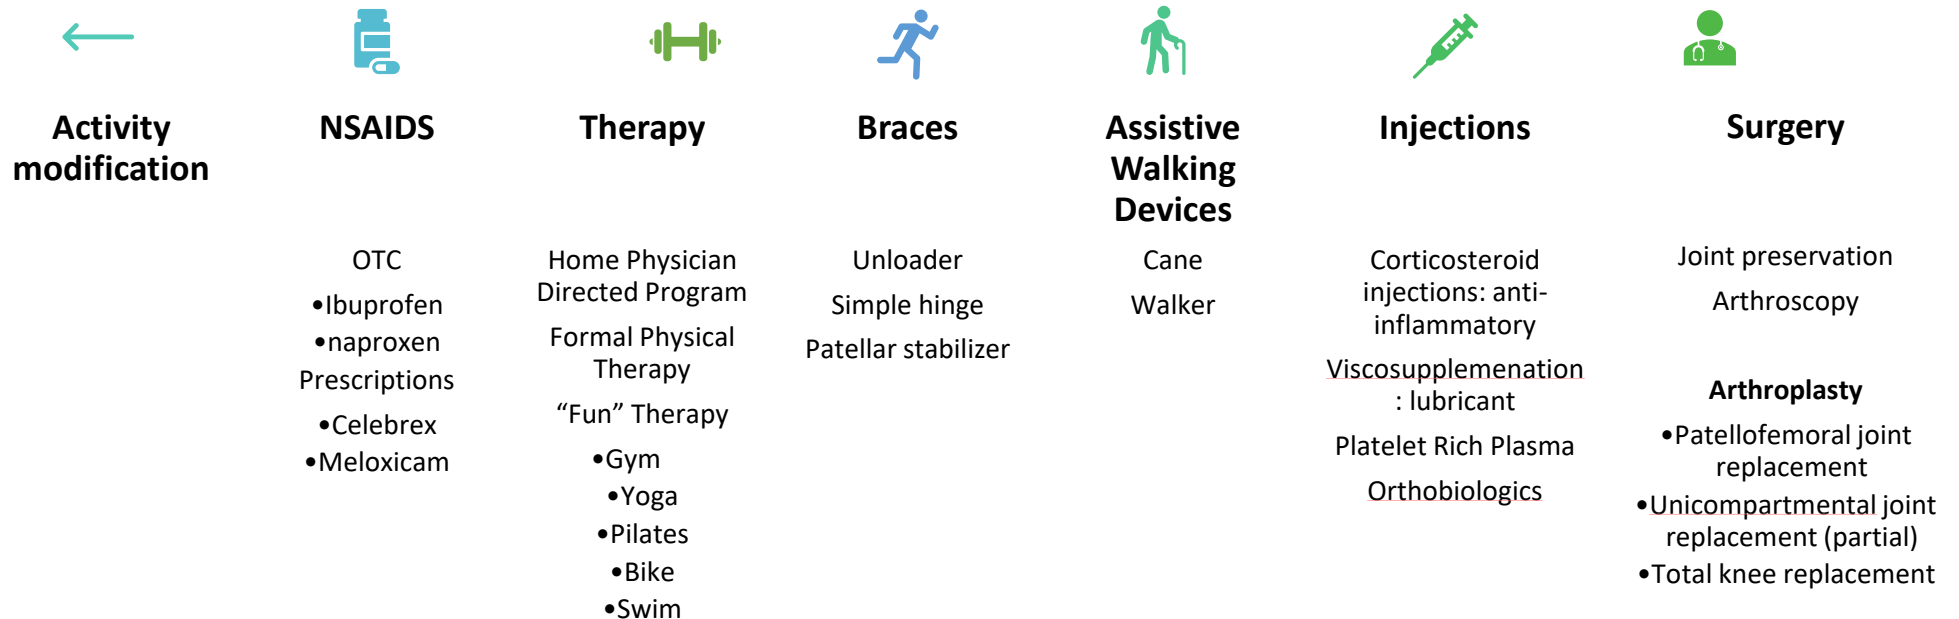 Activity
modification
NSAIDS
OTC
•Ibuprofen
•naproxen
Prescriptions
•Celebrex
•Meloxicam
Therapy
Home Physician
Directed Program
Formal Physical
Therapy
“Fun” Therapy
•Gym
•Yoga
•Pilates
•Bike
•Swim
Braces
Unloader
Simple hinge
Patellar stabilizer
Assistive
Walking
Devices
Cane
Walker
Injections
Corticosteroid
injections: anti-
inflammatory
Viscosupplemenation
: lubricant
Platelet Rich Plasma
Orthobiologics
Surgery
Joint preservation
Arthroscopy
Arthroplasty
•Patellofemoral joint
replacement
•Unicompartmental joint
replacement (partial)
•Total knee replacement